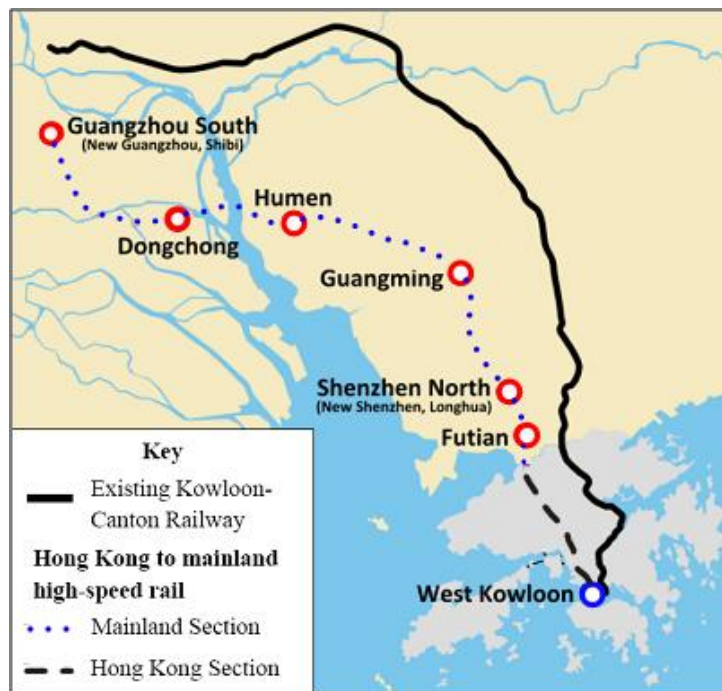 Guangzhou South
(New Guangzhou, Shibi)
Humen
Dongchong
Guangming
Shenzhen North
(New Shenzhen, Longhua)
Futian
West Kowloon
Key
Existing Kowloon-
Canton Railway
Hong Kong to mainland
high-speed rail
Mainland Section
Hong Kong Section